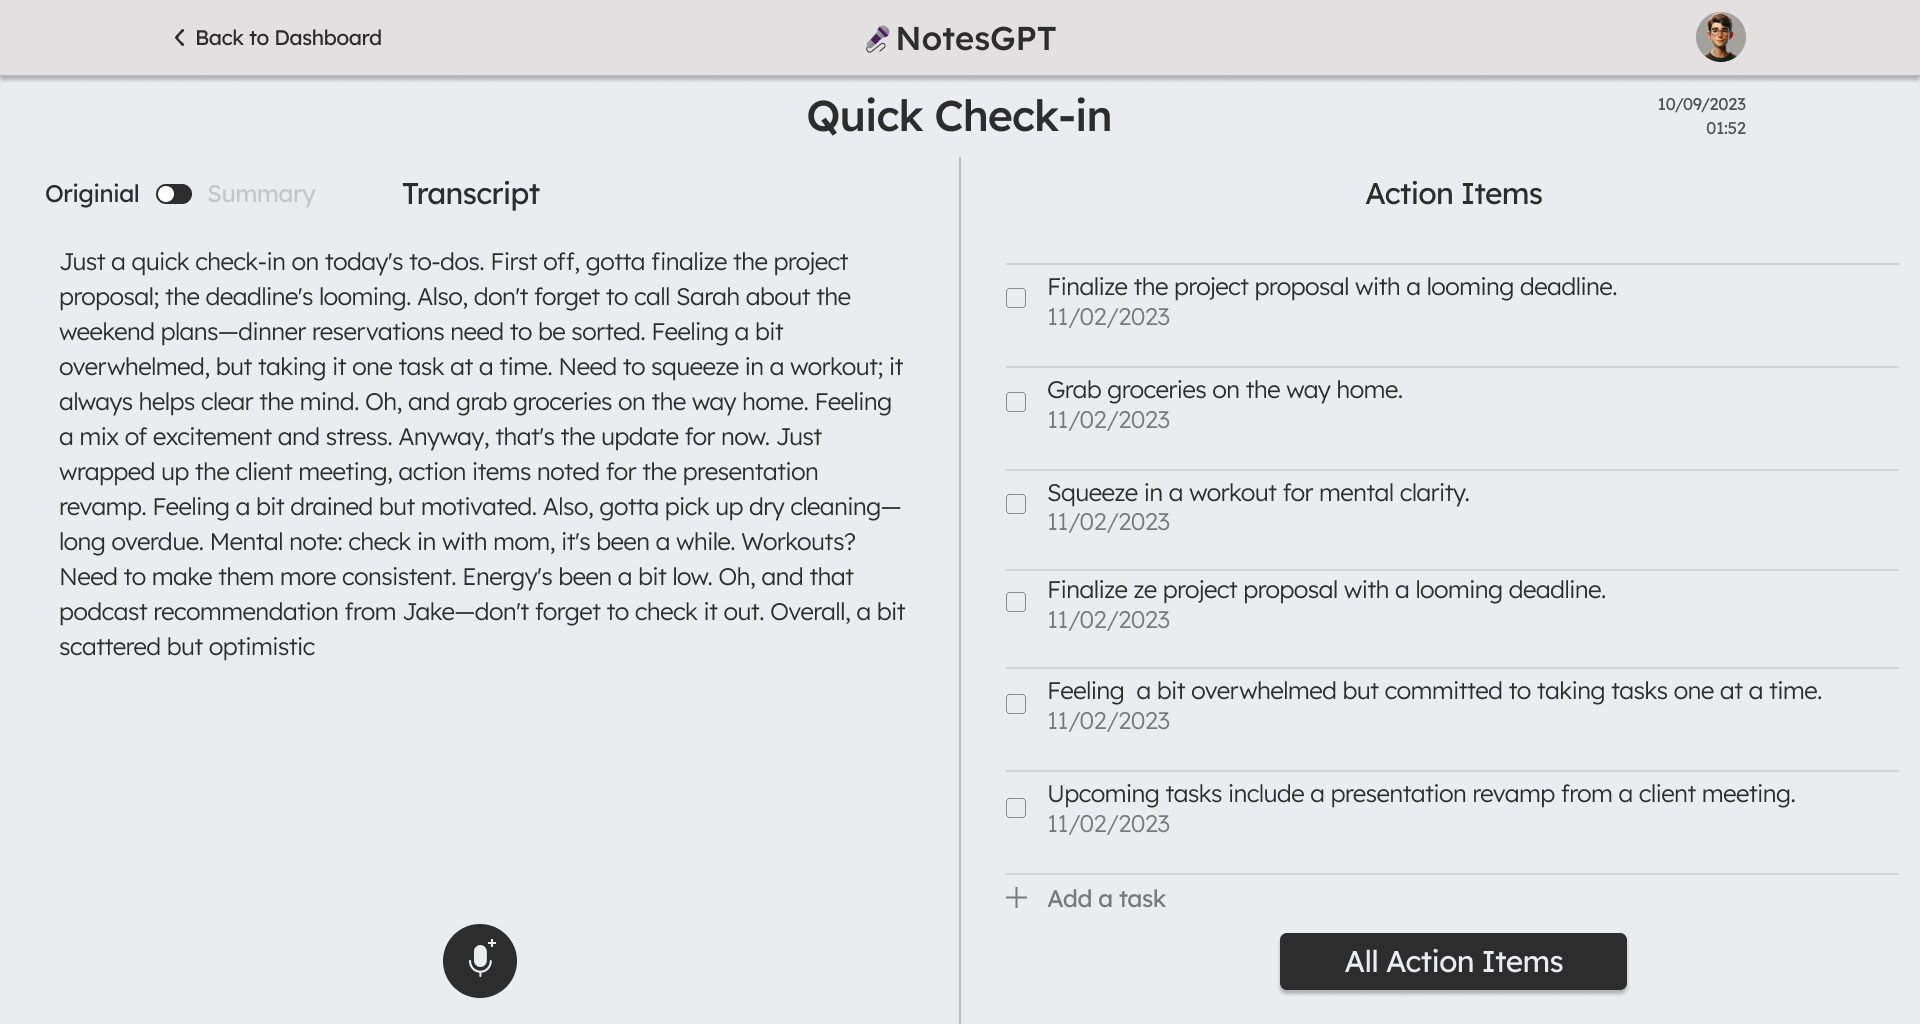 Back to Dashboard
NotesGPT
Quick Check-in
10/09/2023
01:52
Originial
Summary
Transcript
Just a quick check-in on today's to-dos. First off, gotta finalize the project
proposal; the deadline's looming. Also, don't forget to call Sarah about the
weekend plans—dinner reservations need to be sorted. Feeling a bit
overwhelmed, but taking it one task at a time. Need to squeeze in a workout; it
always helps clear the mind. Oh, and grab groceries on the way home. Feeling
a mix of excitement and stress. Anyway, that's the update for now. Just
wrapped up the client meeting, action items noted for the presentation
revamp. Feeling a bit drained but motivated. Also, gotta pick up dry cleaning—
long overdue. Mental note: check in with mom, it's been a while. Workouts?
Need to make them more consistent. Energy's been a bit low. Oh, and that
podcast recommendation from Jake—don't forget to check it out. Overall, a bit
scattered but optimistic
Action Items
Finalize the project proposal with a looming deadline.
11/02/2023
Grab groceries on the way home.
11/02/2023
Squeeze in a workout for mental clarity.
11/02/2023
Finalize ze project proposal with a looming deadline.
11/02/2023
Feeling  a bit overwhelmed but committed to taking tasks one at a time.
11/02/2023
Upcoming tasks include a presentation revamp from a client meeting.
11/02/2023
Add a task
All Action Items